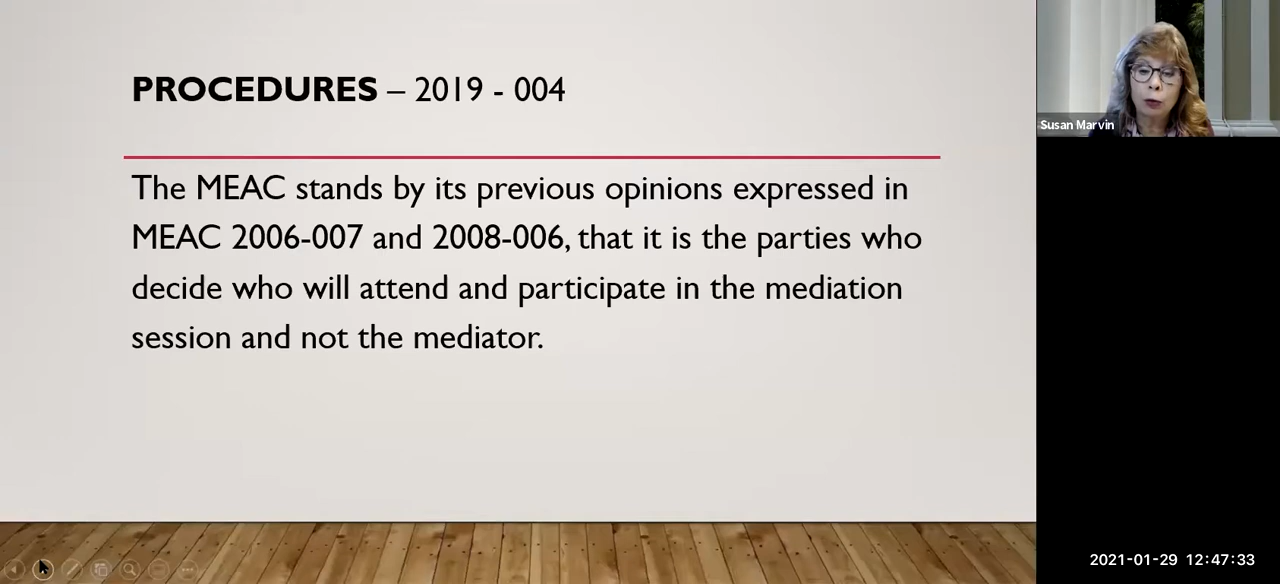 PROCEDURES – 2019 - 004
The MEAC stands by its previous opinions expressed in
MEAC 2006-007 and 2008-006, that it is the parties who
decide who will attend and participate in the mediation
session and not the mediator.
Susan Marvin
2021-01-29 12:47:33